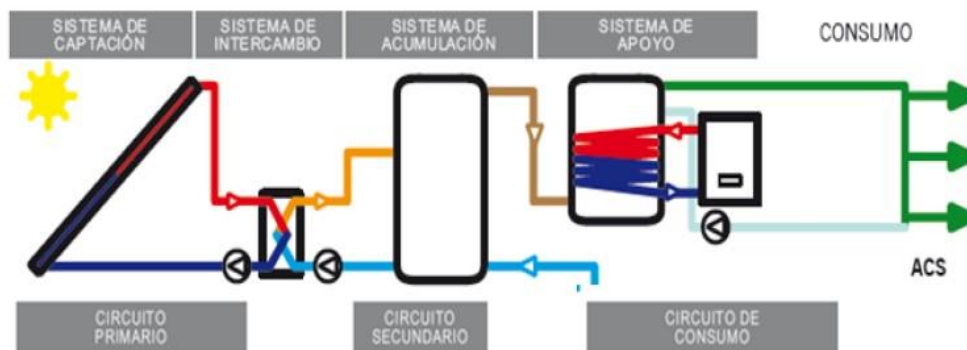 SISTEMA DE
CAPTACIÓN
SISTEMA DE
INTERCAMBIO
SISTEMA DE
ACUMULACIÓN
SISTEMA DE
APOYO
CONSUMO
ACS
CIRCUITO
PRIMARIO
CIRCUITO
SECUNDARIO
CIRCUITO DE
CONSUMO